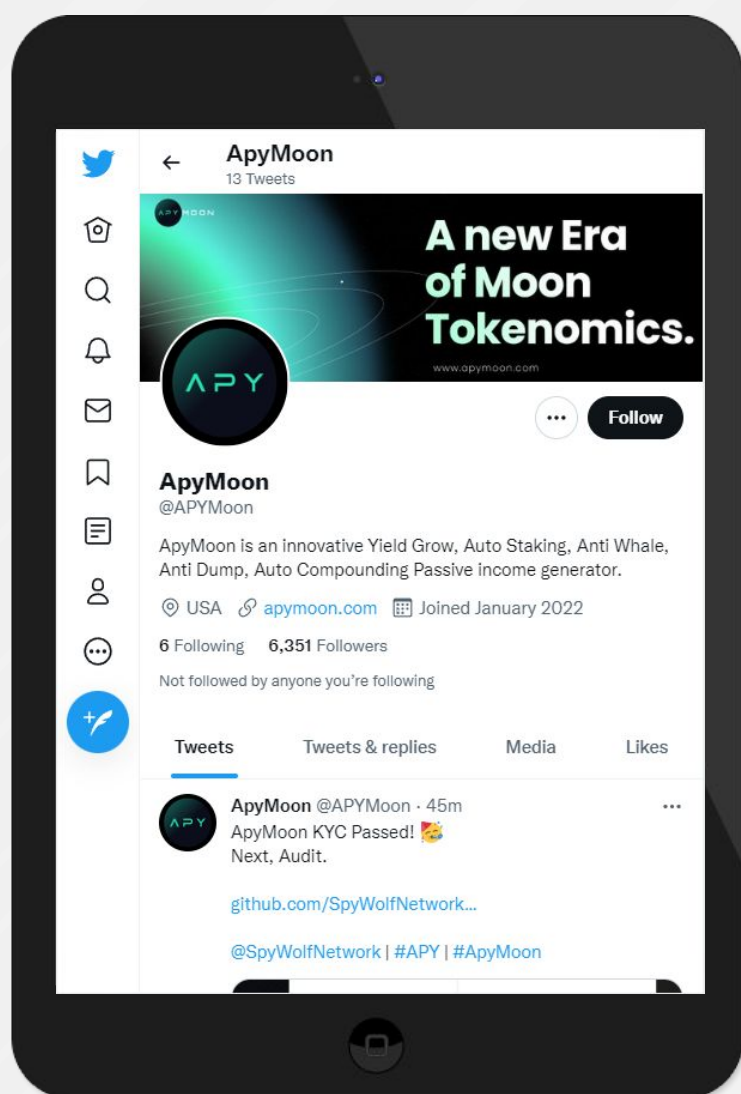 ApyMoon
13 Tweets
APY MOON
A new Era
of Moon
Tokenomics.
www.apymoon.com
APY
Follow
ApyMoon
@APYMoon
ApyMoon is an innovative Yield Grow, Auto Staking, Anti Whale,
Anti Dump, Auto Compounding Passive income generator.
USA apymoon.com Joined January 2022
6 Following 6,351 Followers
Not followed by anyone you're following
Tweets Tweets & replies Media Likes
APY
ApyMoon @APYMoon · 45m
ApyMoon KYC Passed! 🥳
Next, Audit.
github.com/SpyWolfNetwork...
@SpyWolfNetwork | #APY | #ApyMoon